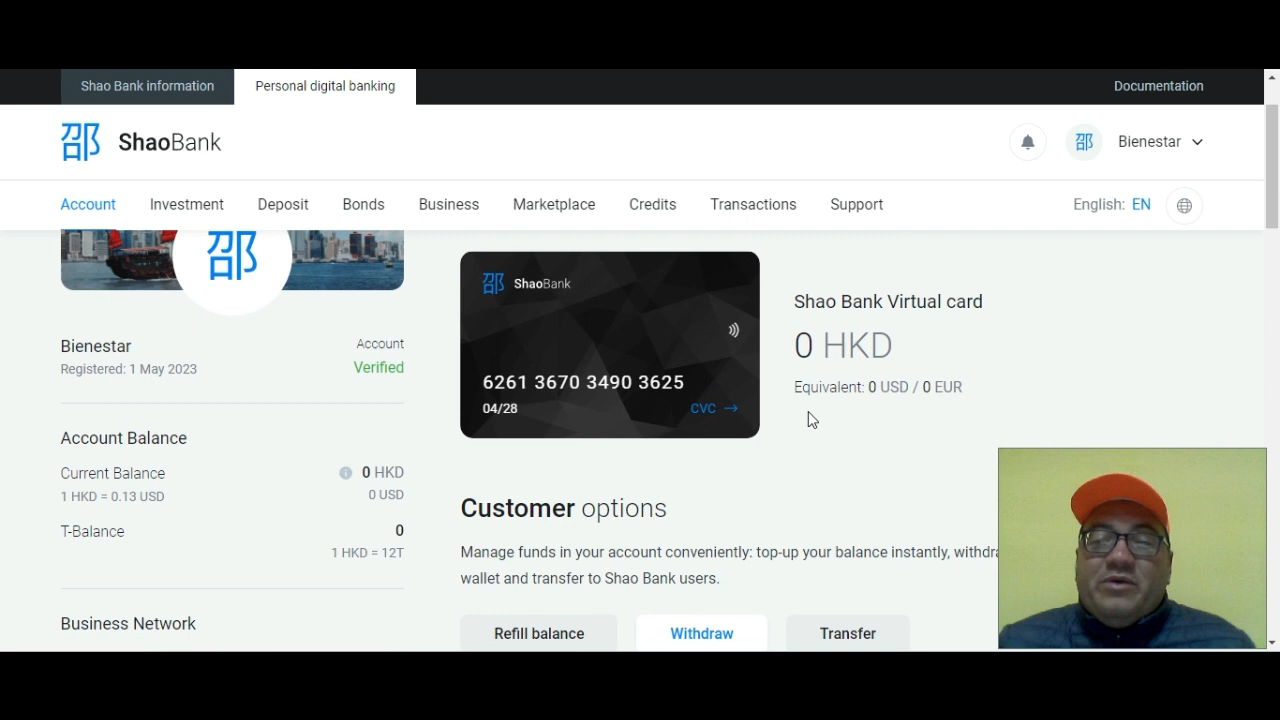 Shao Bank information
Personal digital banking
Documentation
邵 ShaoBank
邵 Bienestar
Account Investment Deposit Bonds Business Marketplace Credits Transactions Support English: EN
邵
Bienestar
Account
Registered: 1 May 2023
Verified
Account Balance
Current Balance
0 HKD
1 HKD = 0.13 USD
0 USD
T-Balance
0
1 HKD = 12T
Business Network
邵 ShaoBank
6261 3670 3490 3625
04/28
CVC →
Shao Bank Virtual card
0 HKD
Equivalent: 0 USD / 0 EUR
Customer options
Manage funds in your account conveniently: top-up your balance instantly, withdra
wallet and transfer to Shao Bank users.
Refill balance
Withdraw
Transfer